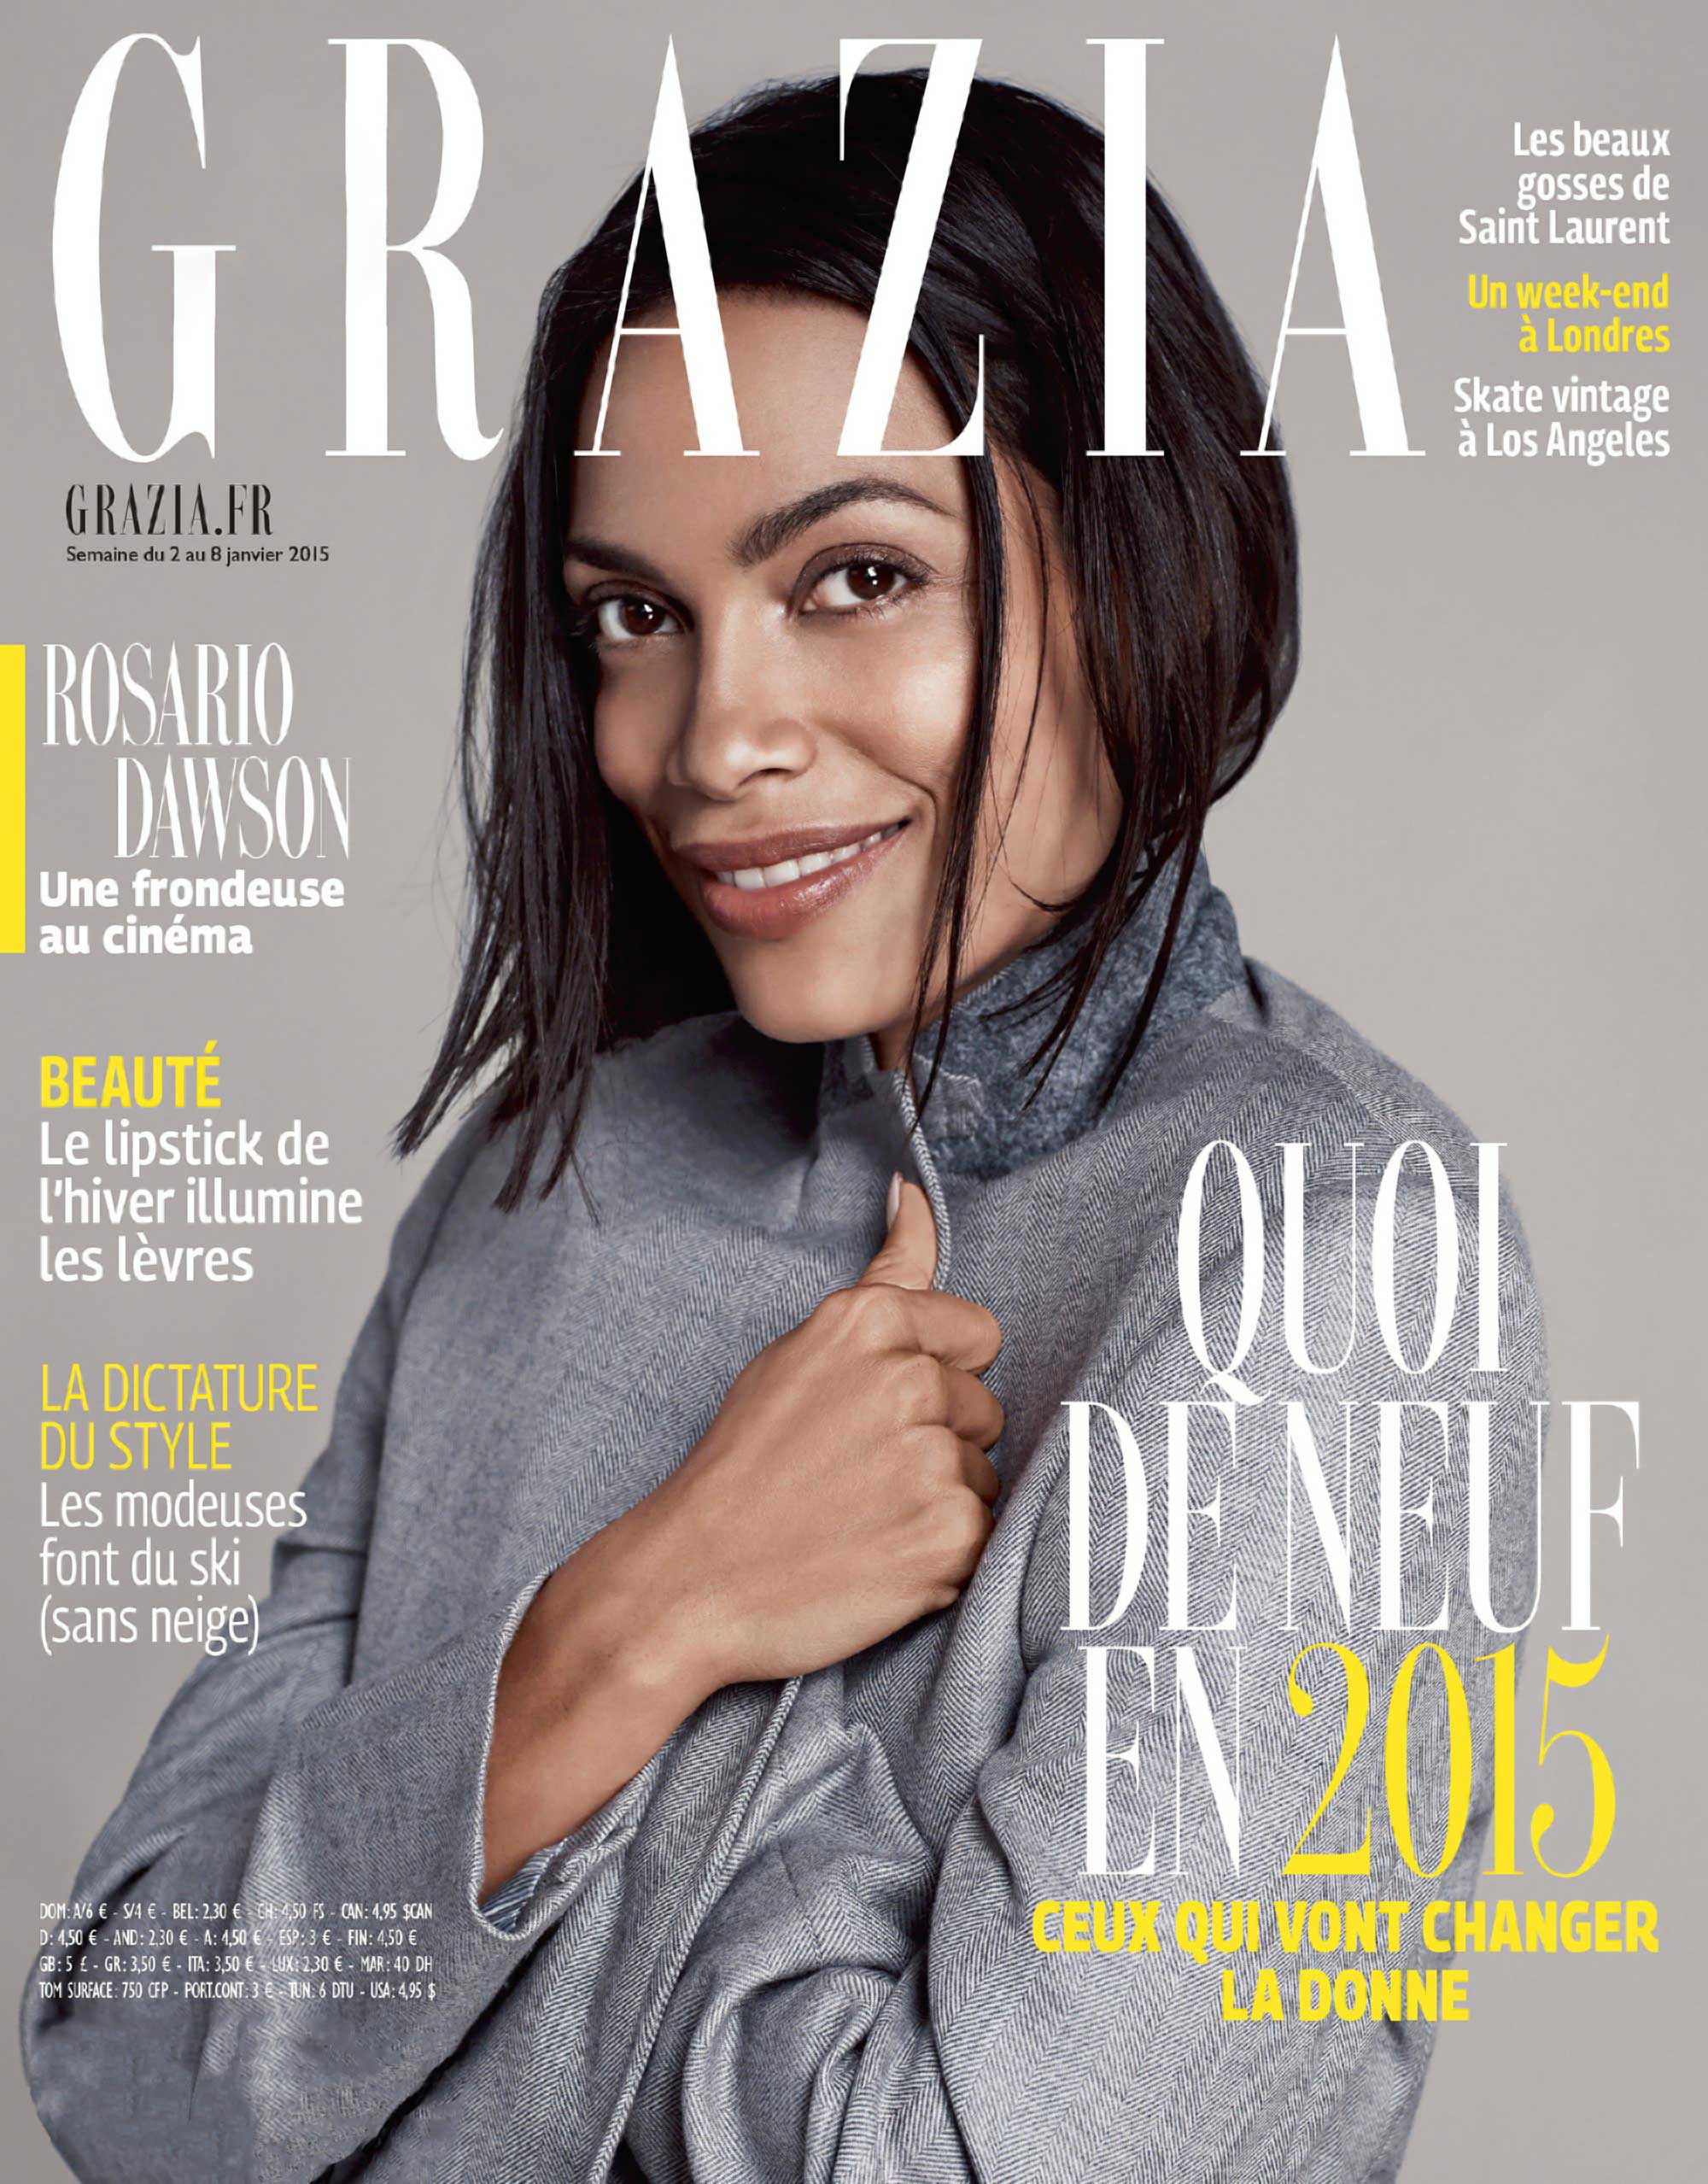 GRAZIA
Les beaux
gosses de
Saint Laurent
Un week-end
à Londres
Skate vintage
à Los Angeles
GRAZIA.FR
Semaine du 2 au 8 janvier 2015
ROSARIO
DAWSON
Une frondeuse
au cinéma
BEAUTÉ
Le lipstick de
l'hiver illumine
les lèvres
LA DICTATURE
DU STYLE
Les modeuses
font du ski
(sans neige)
QUOI
DE NEUF
EN 2015
CEUX QUI VONT CHANGER
LA DONNE
DOM: A/6 € - S/4 € - BEL: 2,30 € - CH: 4,50 FS - CAN: 4,95 $CAN
D: 4,50 € - AND: 2,30 € - A: 4,50 € - ESP: 3 € - FIN: 4,50 €
GB: 5 £ - GR: 3,50 € - ITA: 3,50 € - LUX: 2,30 € - MAR: 40 DH
TOM SURFACE: 750 CFP - PORT.CONT: 3 € - TUN: 6 DTU - USA: 4,95 $